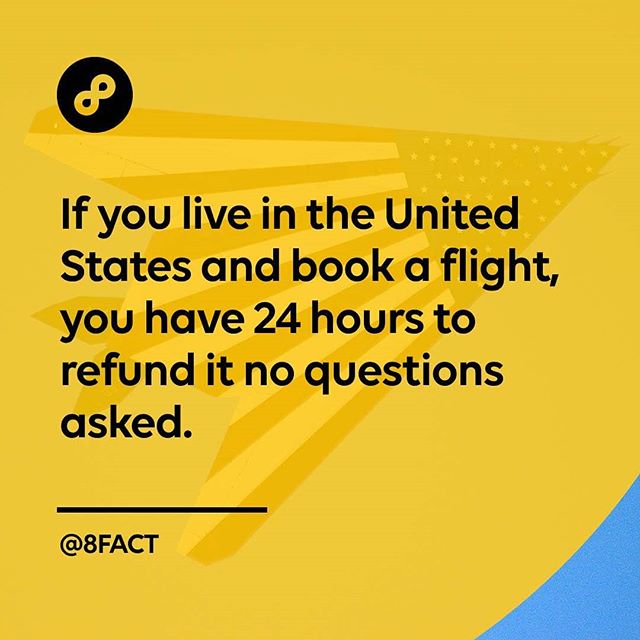 If you live in the United
States and book a flight,
you have 24 hours to
refund it no questions
asked.
@8FACT